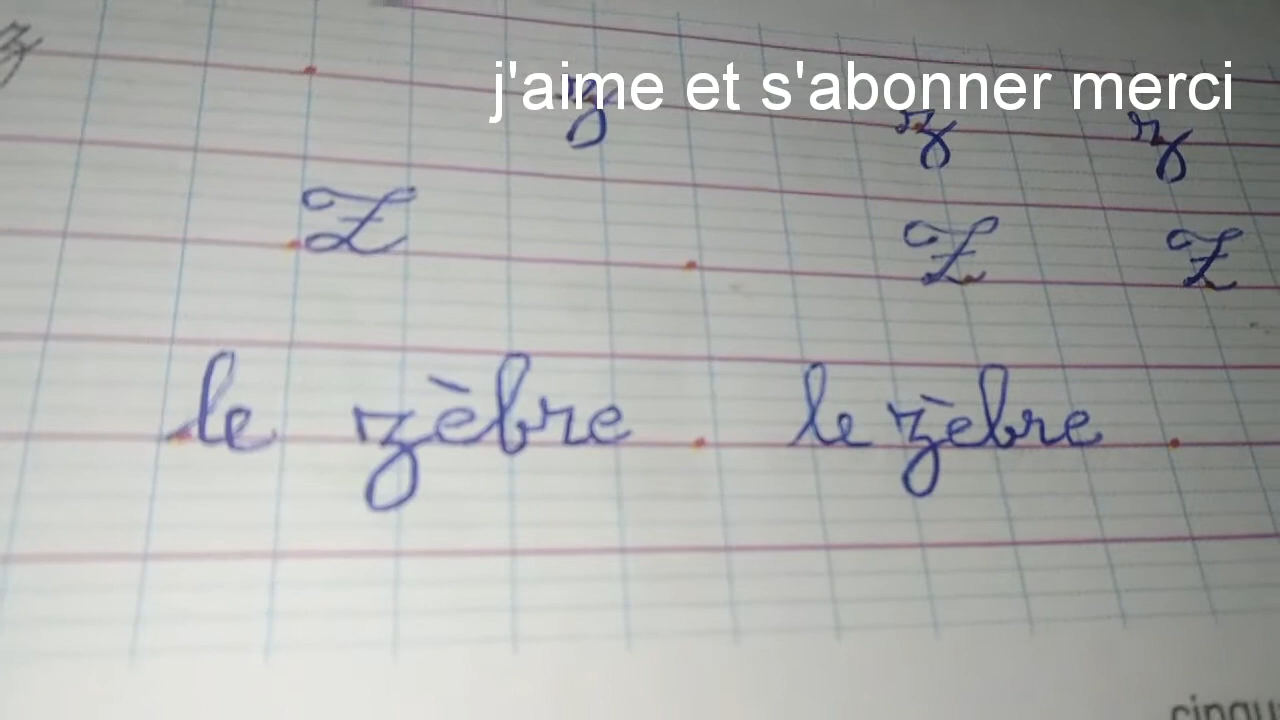 j'aime et s'abonner merci
z z z z
Z Z Z
le zèbre . le zèbre .